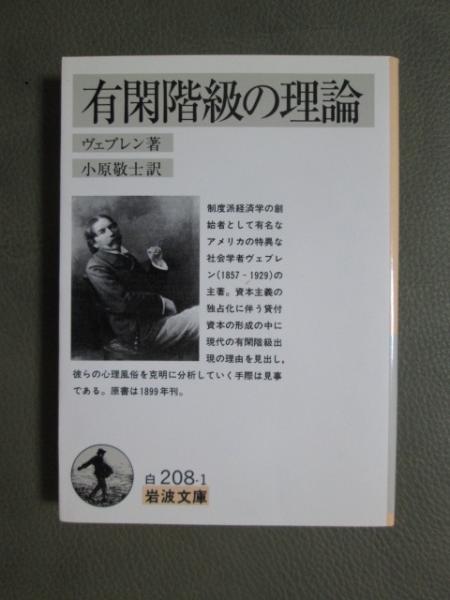 有閑階級の理論
ヴェブレン著
小原敬士訳
制度派経済学の創
始者として有名な
アメリカの特異な
社会学者ヴェブレ
ン(1857‐1929)の
主著。資本主義の
独占化に伴う貸付
資本の形成の中に
現代の有閑階級出
現の理由を見出し,
彼らの心理風俗を克明に分析していく手際は見事
である。原書は1899年刊。
白 208-1
岩波文庫